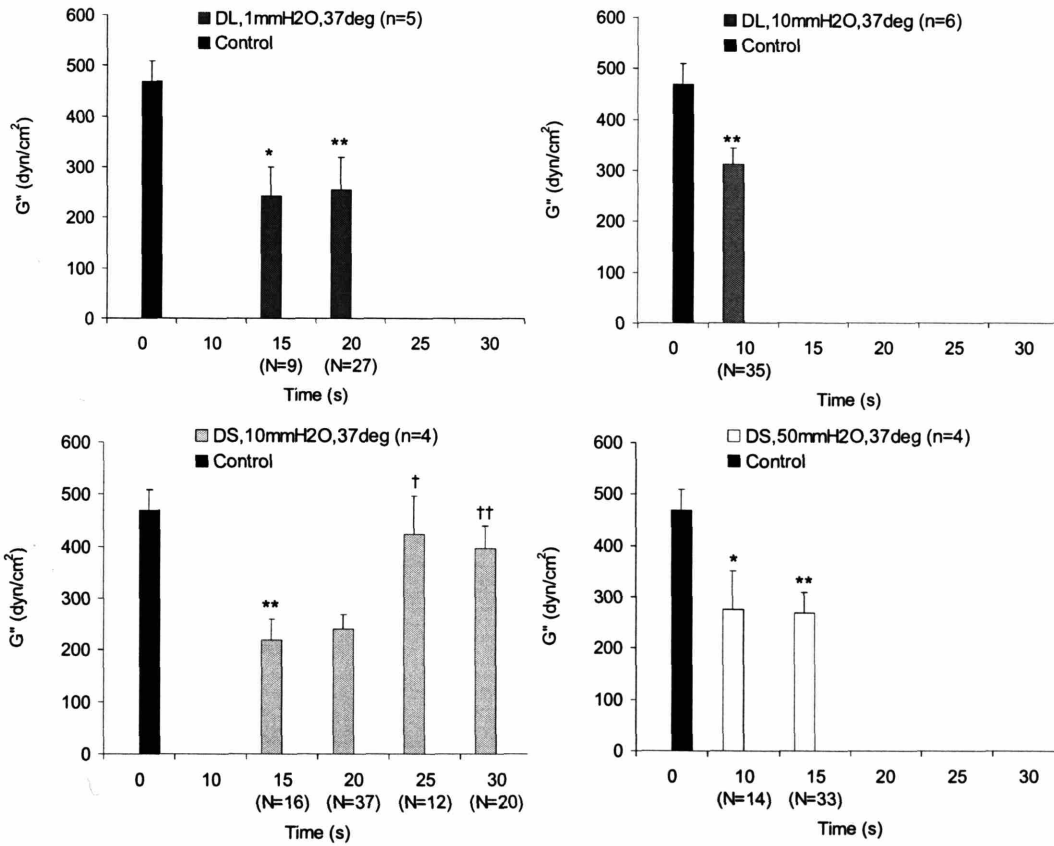 DL,1mmH2O,37deg (n=5)
Control
600
500
400
300
200
100
0
G" (dyn/cm²)
*
**
0 10 15 20 25 30
(N=9) (N=27)
Time (s)
DL,10mmH2O,37deg (n=6)
Control
600
500
400
300
200
100
0
G" (dyn/cm²)
**
0 10 15 20 25 30
(N=35)
Time (s)
DS,10mmH2O,37deg (n=4)
Control
600
500
400
300
200
100
0
G" (dyn/cm²)
**
†
††
0 10 15 20 25 30
(N=16) (N=37) (N=12) (N=20)
Time (s)
DS,50mmH2O,37deg (n=4)
Control
600
500
400
300
200
100
0
G" (dyn/cm²)
*
**
0 10 15 20 25 30
(N=14) (N=33)
Time (s)